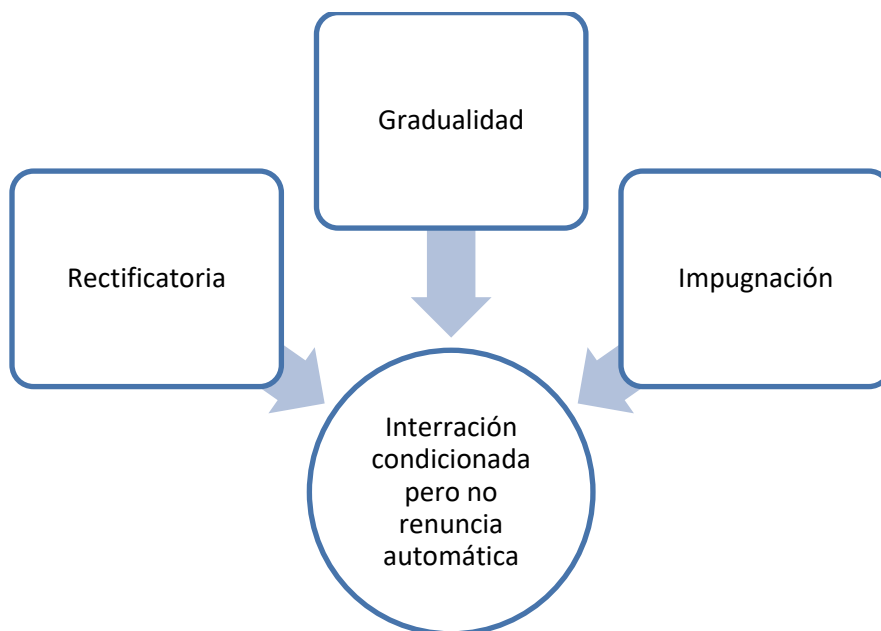 Gradualidad
Rectificatoria
Impugnación
Interración
condicionada
pero no
renuncia
automática